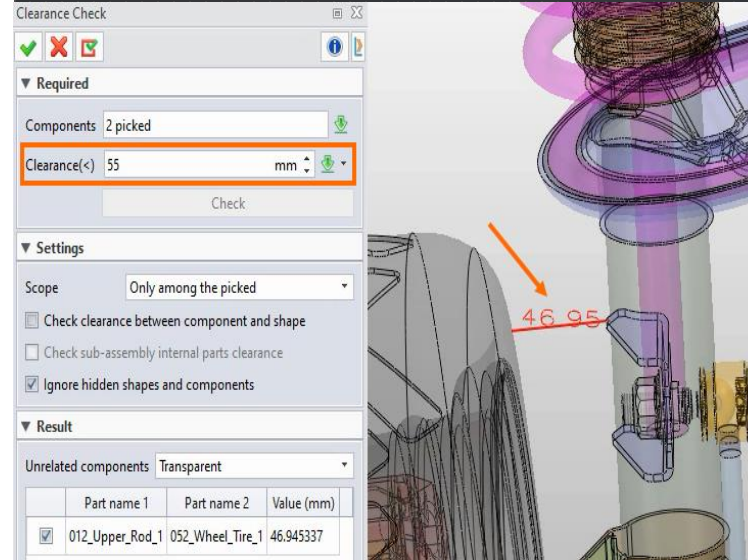 Clearance Check
▼ Required
Components 2 picked
Clearance(<) 55 mm
Check
▼ Settings
Scope Only among the picked
Check clearance between component and shape
Check sub-assembly internal parts clearance
Ignore hidden shapes and components
▼ Result
Unrelated components Transparent
Part name 1 Part name 2 Value (mm)
012_Upper_Rod_1 052_Wheel_Tire_1 46.945337
46.95